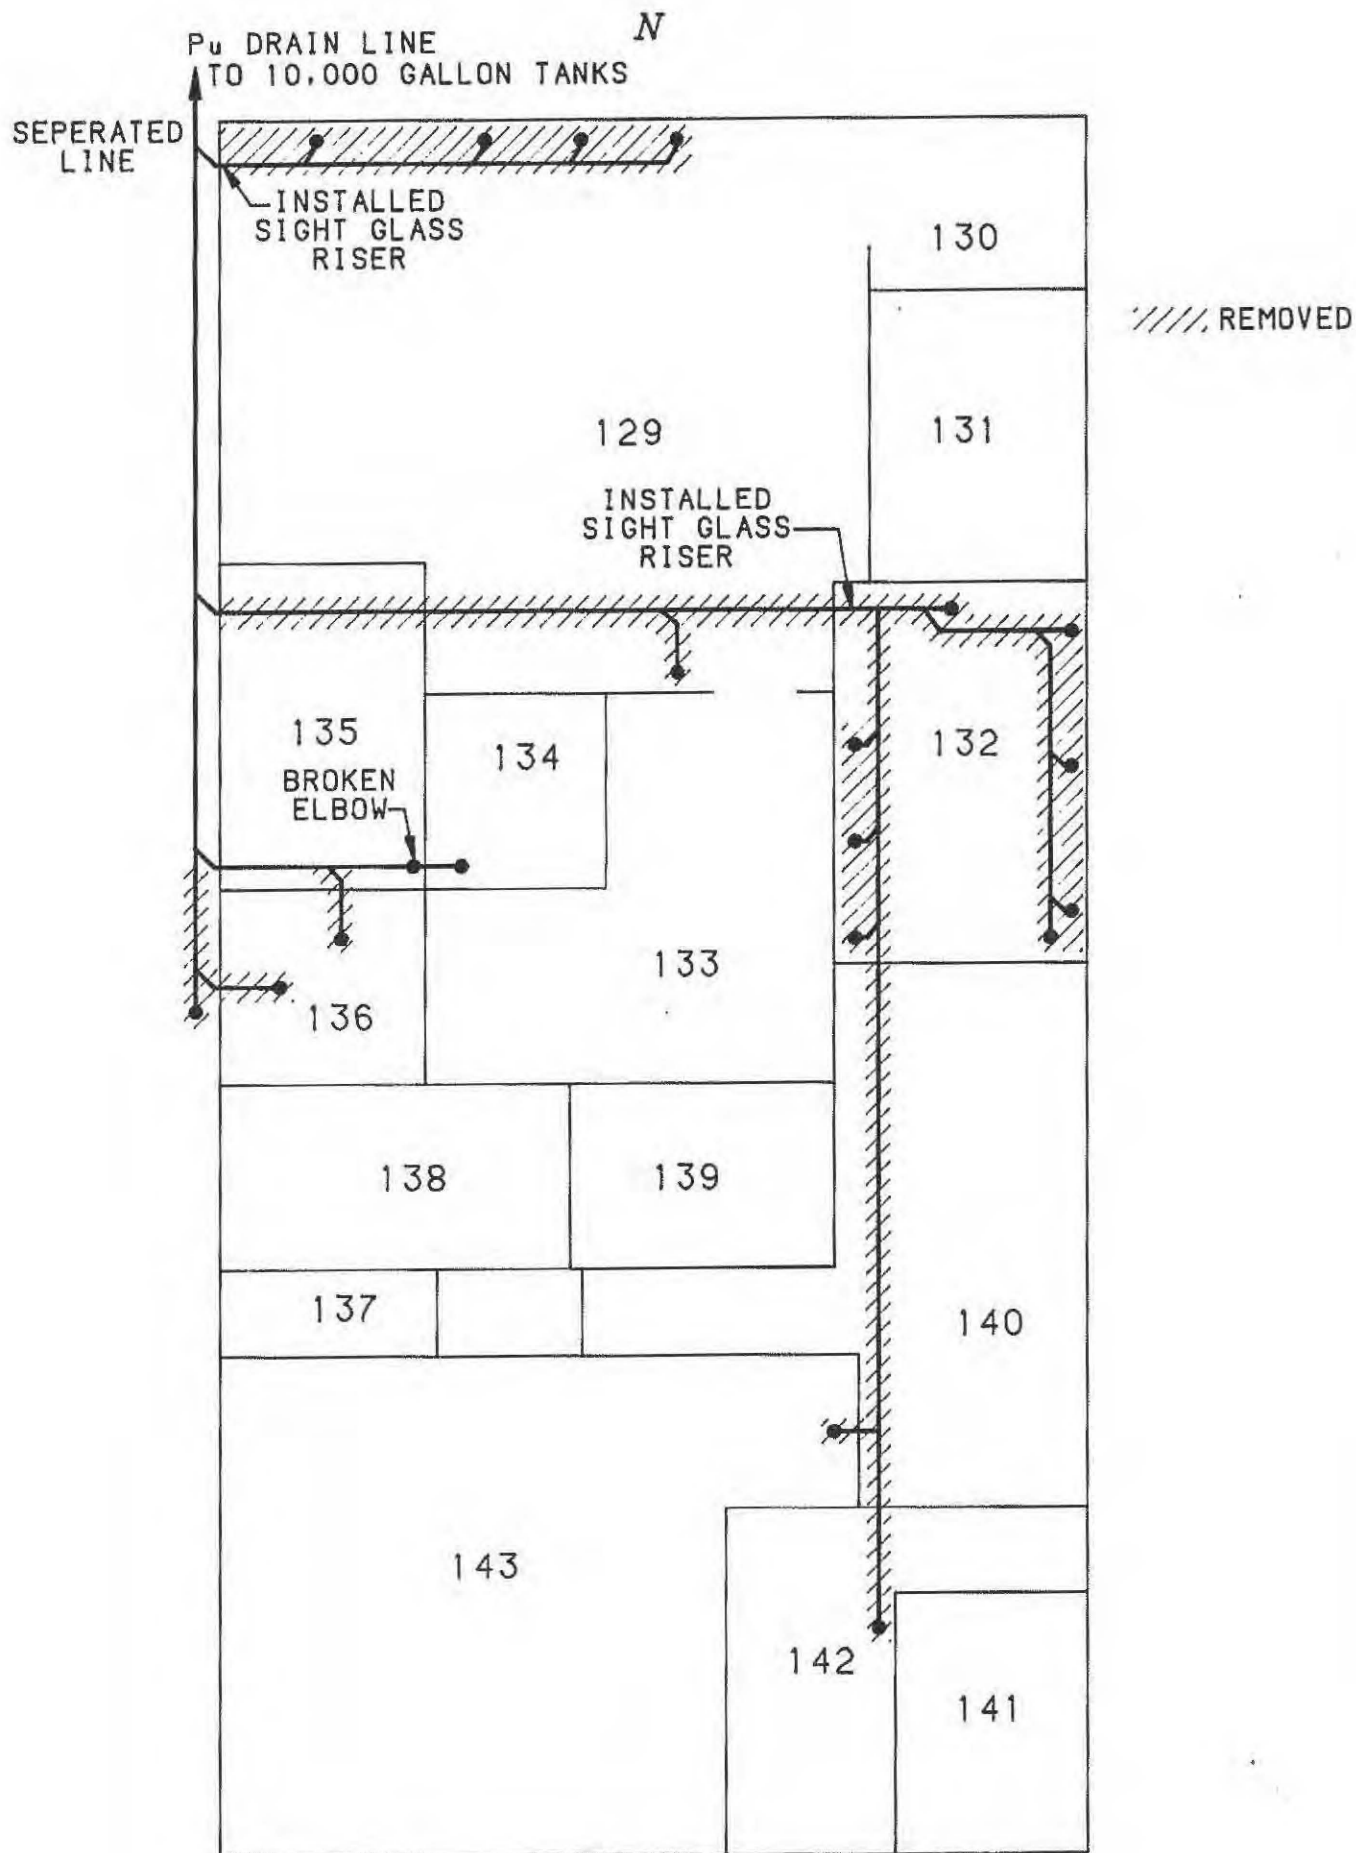 N
Pu DRAIN LINE
TO 10,000 GALLON TANKS
SEPERATED
LINE
INSTALLED
SIGHT GLASS
RISER
130
REMOVED
129
131
INSTALLED
SIGHT GLASS
RISER
135
134
132
BROKEN
ELBOW
133
136
138
139
137
140
143
142
141